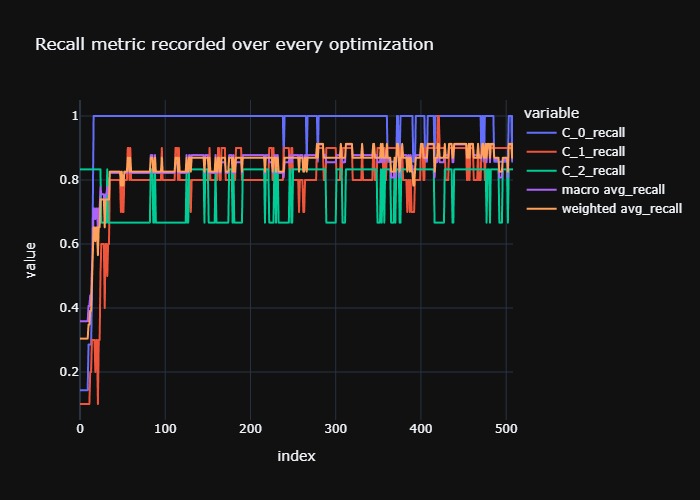 Recall metric recorded over every optimization
variable
C_0_recall
C_1_recall
C_2_recall
macro avg_recall
weighted avg_recall
value
1
0.8
0.6
0.4
0.2
0 100 200 300 400 500
index